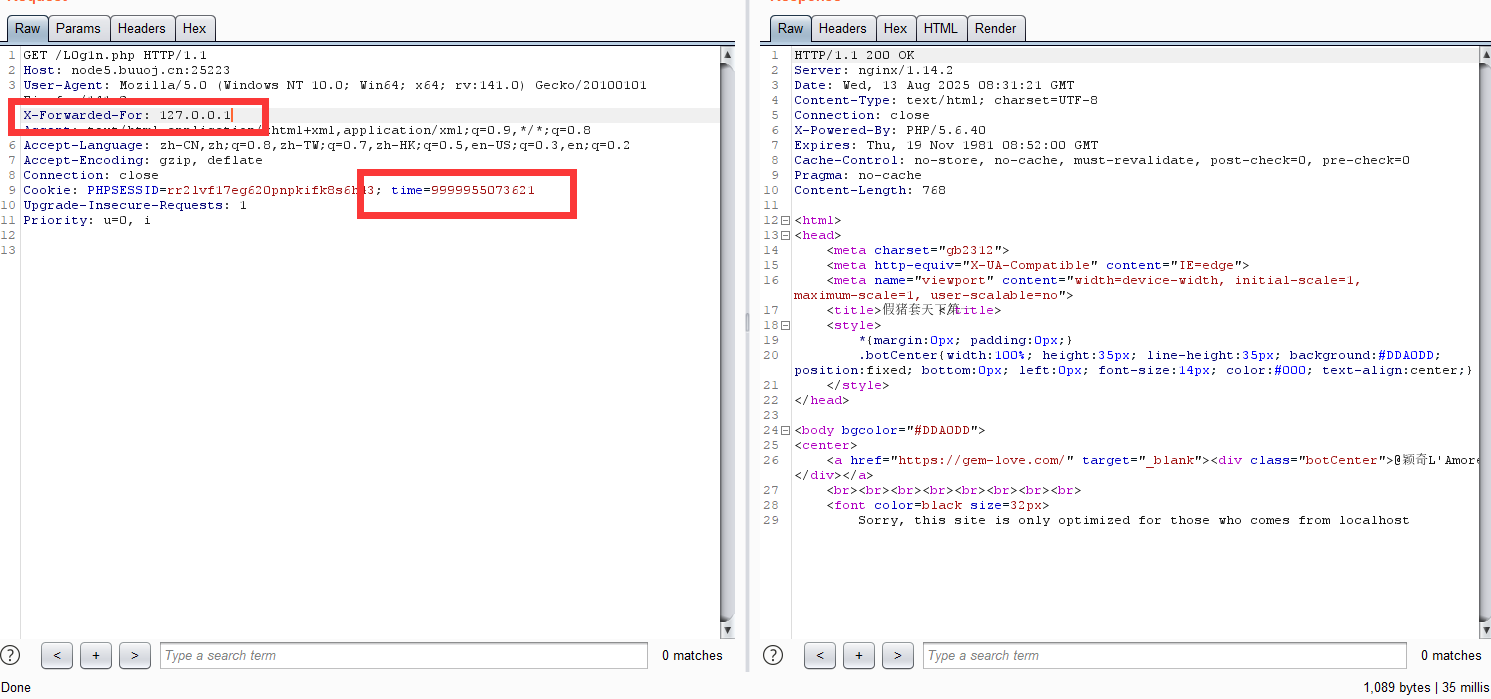 Raw Params Headers Hex
1 GET /L0g1n.php HTTP/1.1
2 Host: node5.buuoj.cn:25223
3 User-Agent: Mozilla/5.0 (Windows NT 10.0; Win64; x64; rv:141.0) Gecko/20100101
X-Forwarded-For: 127.0.0.1
Accept: text/html,application/xhtml+xml,application/xml;q=0.9,*/*;q=0.8
6 Accept-Language: zh-CN,zh;q=0.8,zh-TW;q=0.7,zh-HK;q=0.5,en-US;q=0.3,en;q=0.2
7 Accept-Encoding: gzip, deflate
8 Connection: close
9 Cookie: time=9999955073621
10 Upgrade-Insecure-Requests: 1
11 Priority: u=0, i
12
13
? < + > Type a search term 0 matches
Done
Response
Raw Headers Hex HTML Render
1 HTTP/1.1 200 OK
2 Server: nginx/1.14.2
3 Date: Wed, 13 Aug 2025 08:31:21 GMT
4 Content-Type: text/html; charset=UTF-8
5 Connection: close
6 X-Powered-By: PHP/5.6.40
7 Expires: Thu, 19 Nov 1981 08:52:00 GMT
8 Cache-Control: no-store, no-cache, must-revalidate, post-check=0, pre-check=0
9 Pragma: no-cache
10 Content-Length: 768
11
12 <html>
13 <head>
14 <meta charset="gb2312">
15 <meta http-equiv="X-UA-Compatible" content="IE=edge">
16 <meta name="viewport" content="width=device-width, initial-scale=1,
maximum-scale=1, user-scalable=no">
17 <title>假猪套天下第</title>
18 <style>
19 *{margin:0px; padding:0px;}
20 .botCenter{width:100%; height:35px; line-height:35px; background:#DDA0DD;
position:fixed; bottom:0px; left:0px; font-size:14px; color:#000; text-align:center;}
21 </style>
22 </head>
23
24 <body bgcolor="#DDA0DD">
25 <center>
26 <a href="https://gem-love.com/" target="_blank"><div class="botCenter">@颖奇L'Amore
</div></a>
27 <br><br><br><br><br><br><br><br>
28 <font color=black size=32px>
29 Sorry, this site is only optimized for those who comes from localhost
? < + > Type a search term 0 matches
1,089 bytes | 35 millis